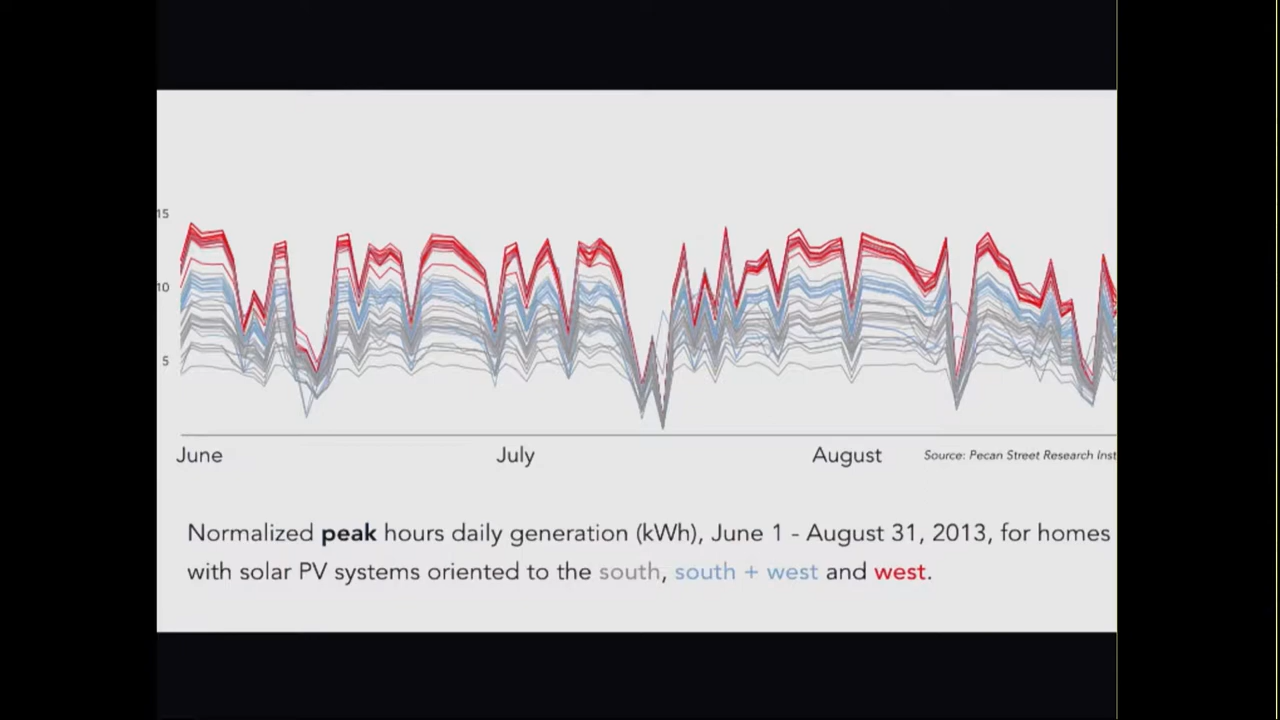 15
10
5
June July August Source: Pecan Street Research Inst
Normalized peak hours daily generation (kWh), June 1 - August 31, 2013, for homes
with solar PV systems oriented to the south, south + west and west.